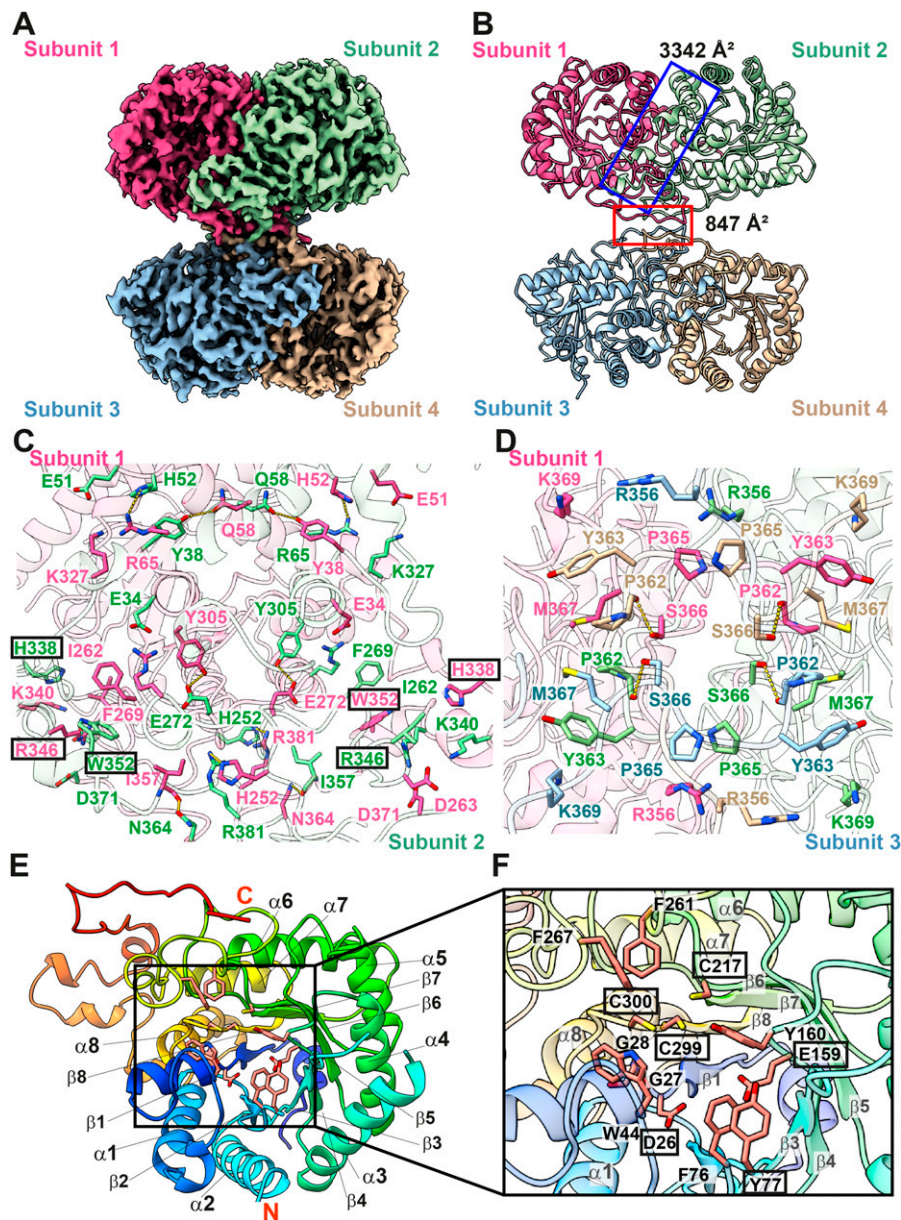 A
Subunit 1
Subunit 2
Subunit 3
Subunit 4
B
Subunit 1
3342 Å²
Subunit 2
847 Å²
Subunit 3
Subunit 4
C
Subunit 1
E51
H52
Q58
H52
E51
Q58
Y38
R65
R65
Y38
K327
K327
E34
Y305
Y305
E34
H338
I262
F269
H338
K340
F269
E272
W352
I262
E272
H252
R381
K340
R346
W352
I357
R346
I357
H252
D371
D371
D263
N364
R381
N364
Subunit 2
D
Subunit 1
K369
R356
R356
K369
Y363
P365
P365
Y363
P362
P362
M367
S366
S366
M367
P362
P362
M367
S366
S366
M367
Y363
P365
P365
Y363
K369
R356
R356
K369
Subunit 3
E
C
α6
α7
α5
β7
β6
α4
α8
β8
β1
α1
β2
α2
N
β5
β3
α3
β4
F
F261
α6
F267
α7
C217
β6
C300
β7
α8
G28
β8
C299
Y160
G27
β1
E159
W44
D26
β5
β3
α1
F76
β4
Y77